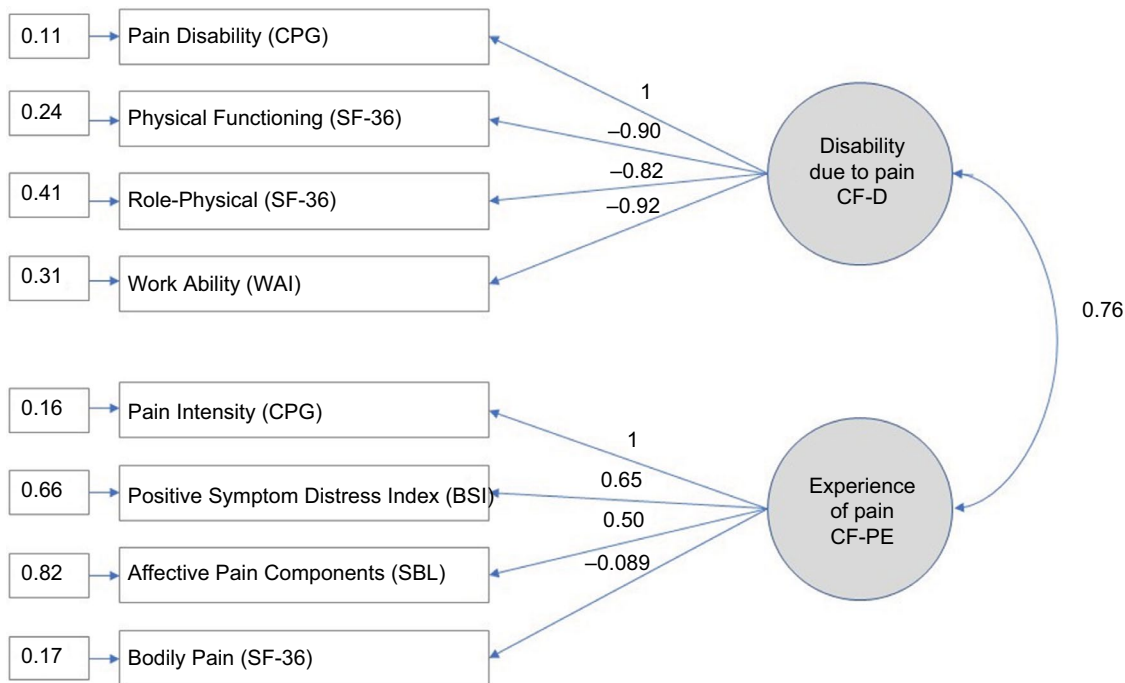 0.11 Pain Disability (CPG)
1
0.24 Physical Functioning (SF-36)
–0.90
–0.82
0.41 Role-Physical (SF-36)
–0.92
0.31 Work Ability (WAI)
Disability
due to pain
CF-D
0.76
0.16 Pain Intensity (CPG)
1
0.66 Positive Symptom Distress Index (BSI)
0.65
0.50
0.82 Affective Pain Components (SBL)
–0.089
0.17 Bodily Pain (SF-36)
Experience
of pain
CF-PE